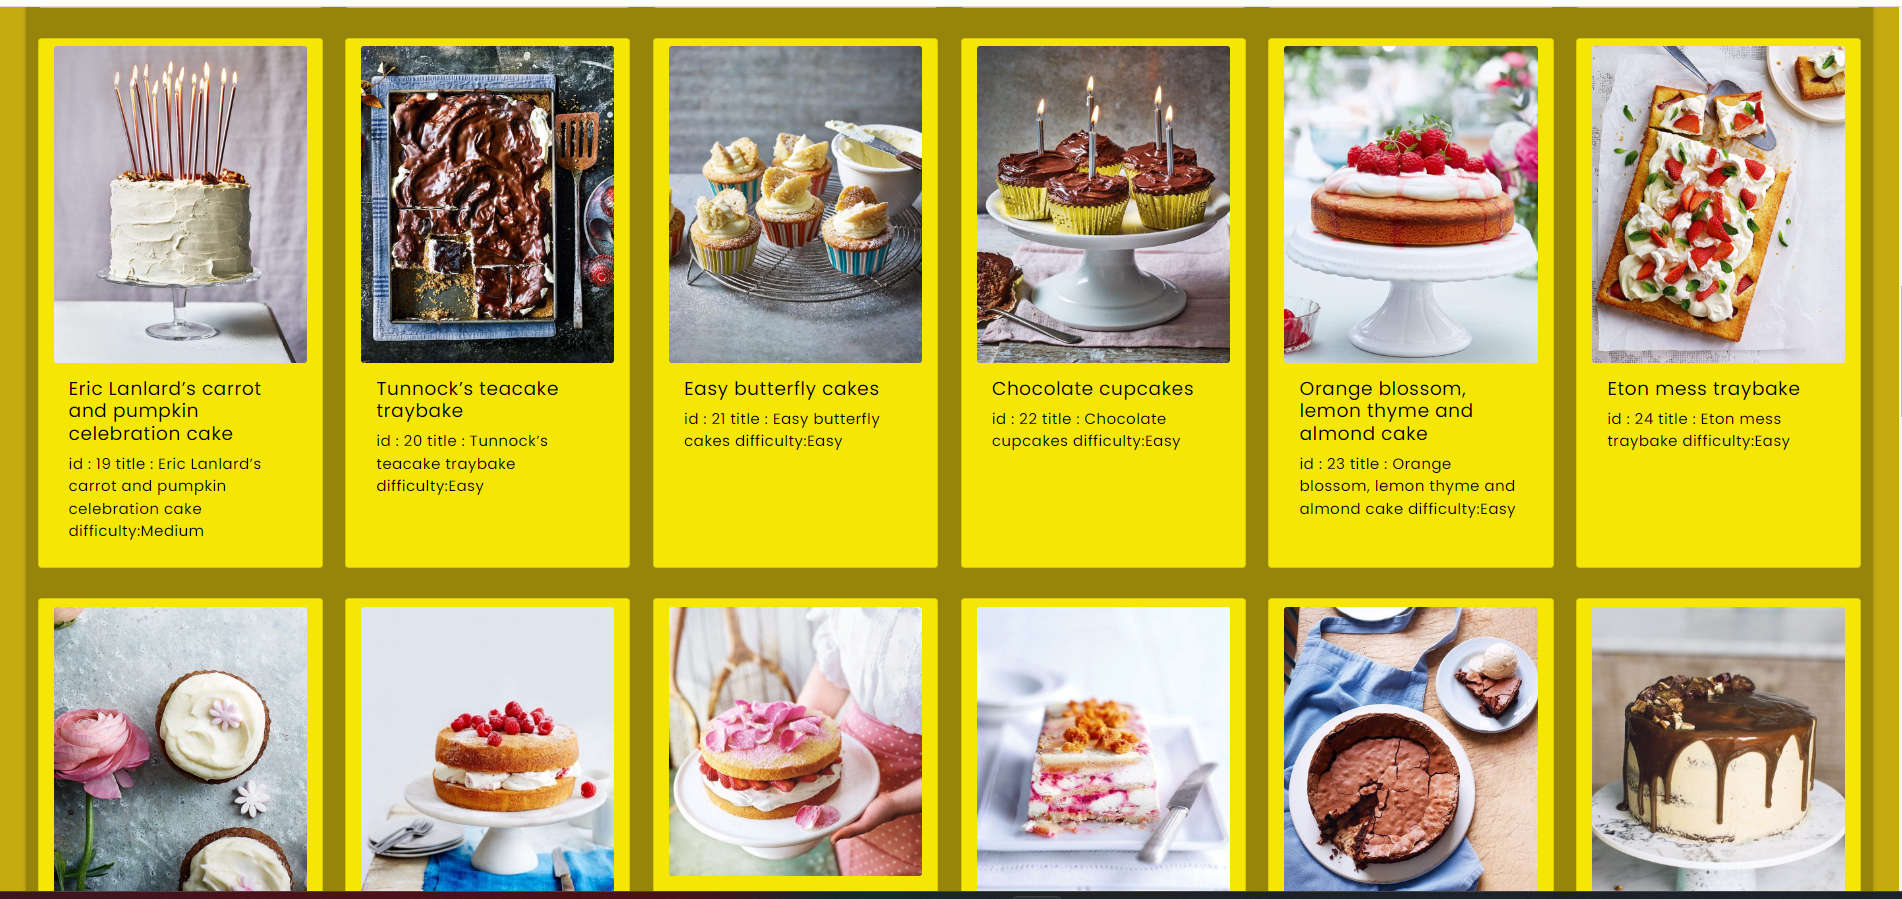 Eric Lanlard’s carrot
and pumpkin
celebration cake
id : 19 title : Eric Lanlard’s
carrot and pumpkin
celebration cake
difficulty:Medium
Tunnock’s teacake
traybake
id : 20 title : Tunnock’s
teacake traybake
difficulty:Easy
Easy butterfly cakes
id : 21 title : Easy butterfly
cakes difficulty:Easy
Chocolate cupcakes
id : 22 title : Chocolate
cupcakes difficulty:Easy
Orange blossom,
lemon thyme and
almond cake
id : 23 title : Orange
blossom, lemon thyme and
almond cake difficulty:Easy
Eton mess traybake
id : 24 title : Eton mess
traybake difficulty:Easy